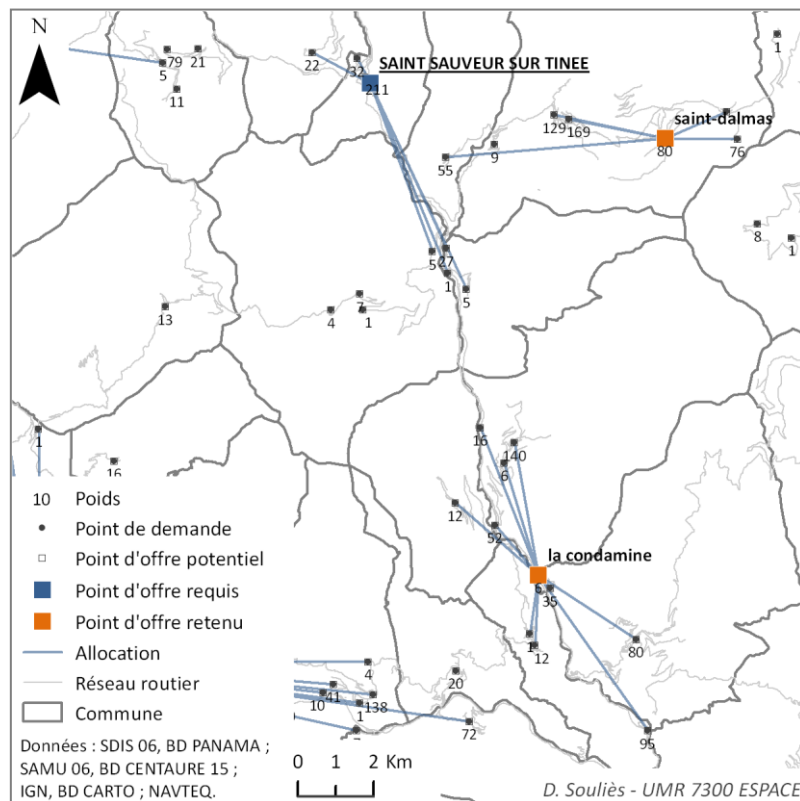 N
22
32
SAINT SAUVEUR SUR TINEE
79
21
5
11
211
1
129
169
saint-dalmas
80
76
9
55
8
1
5
27
1
5
13
7
4
1
1
16
16
140
6
12
52
la condamine
6
35
1
12
80
4
20
41
10
1
138
72
95
10 Poids
Point de demande
Point d'offre potentiel
Point d'offre requis
Point d'offre retenu
Allocation
Réseau routier
Commune
Données : SDIS 06, BD PANAMA ;
SAMU 06, BD CENTAURE 15 ;
IGN, BD CARTO ; NAVTEQ.
0 1 2 Km
D. Souliès - UMR 7300 ESPACE